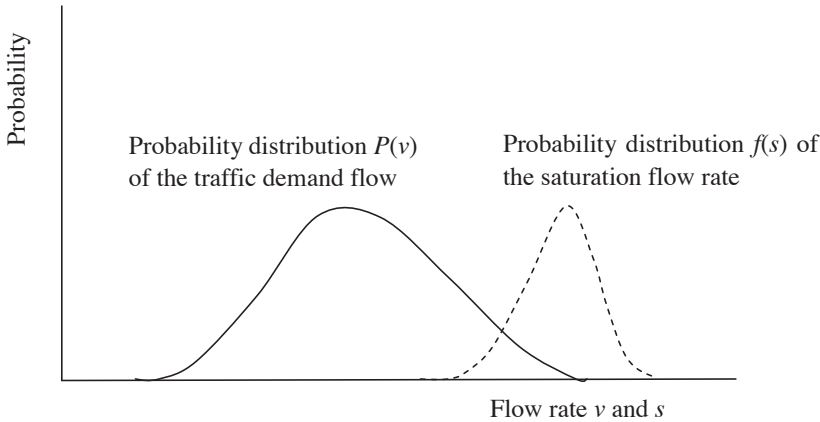 Probability
Probability distribution P(v)
of the traffic demand flow
Probability distribution f(s) of
the saturation flow rate
Flow rate v and s